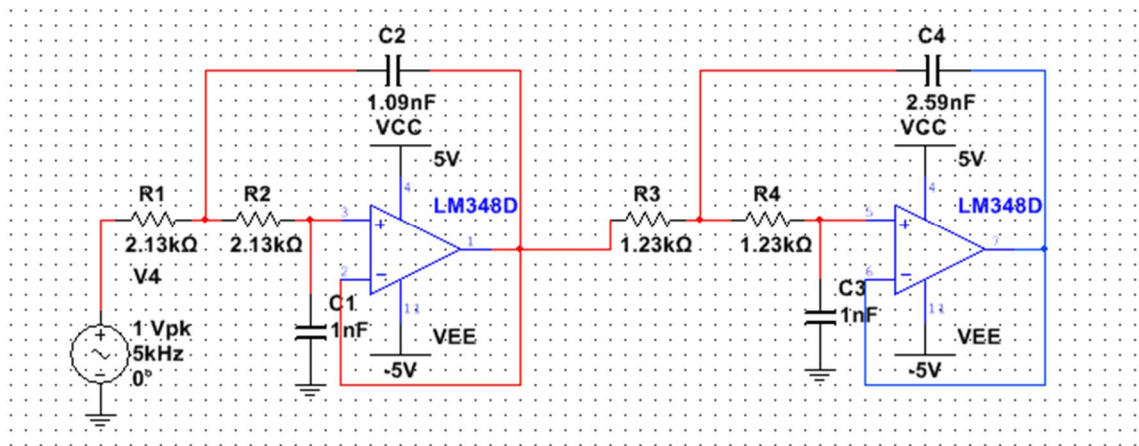 C2
1.09nF
VCC
5V
4
R1
2.13kΩ
R2
2.13kΩ
3
LM348D
1
2
11
C1
1nF
VEE
-5V
V4
1 Vpk
5kHz
0°
C4
2.59nF
VCC
5V
4
R3
1.23kΩ
R4
1.23kΩ
5
LM348D
7
6
11
C3
1nF
VEE
-5V